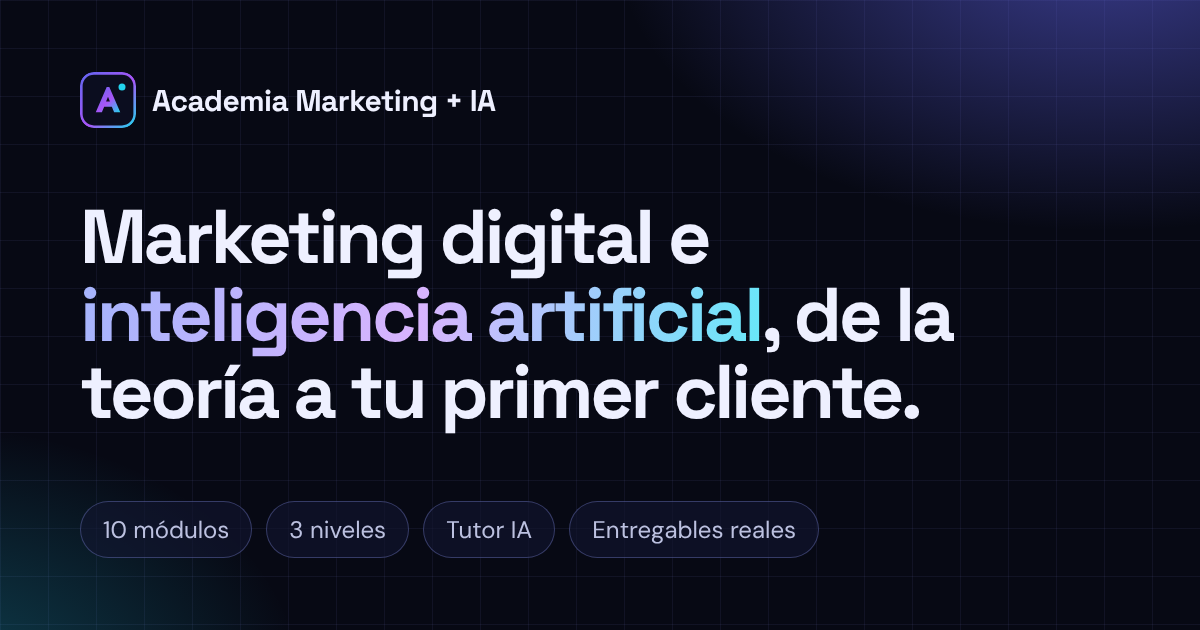 A
Academia Marketing + IA
Marketing digital e
inteligencia artificial, de la
teoría a tu primer cliente.
10 módulos
3 niveles
Tutor IA
Entregables reales